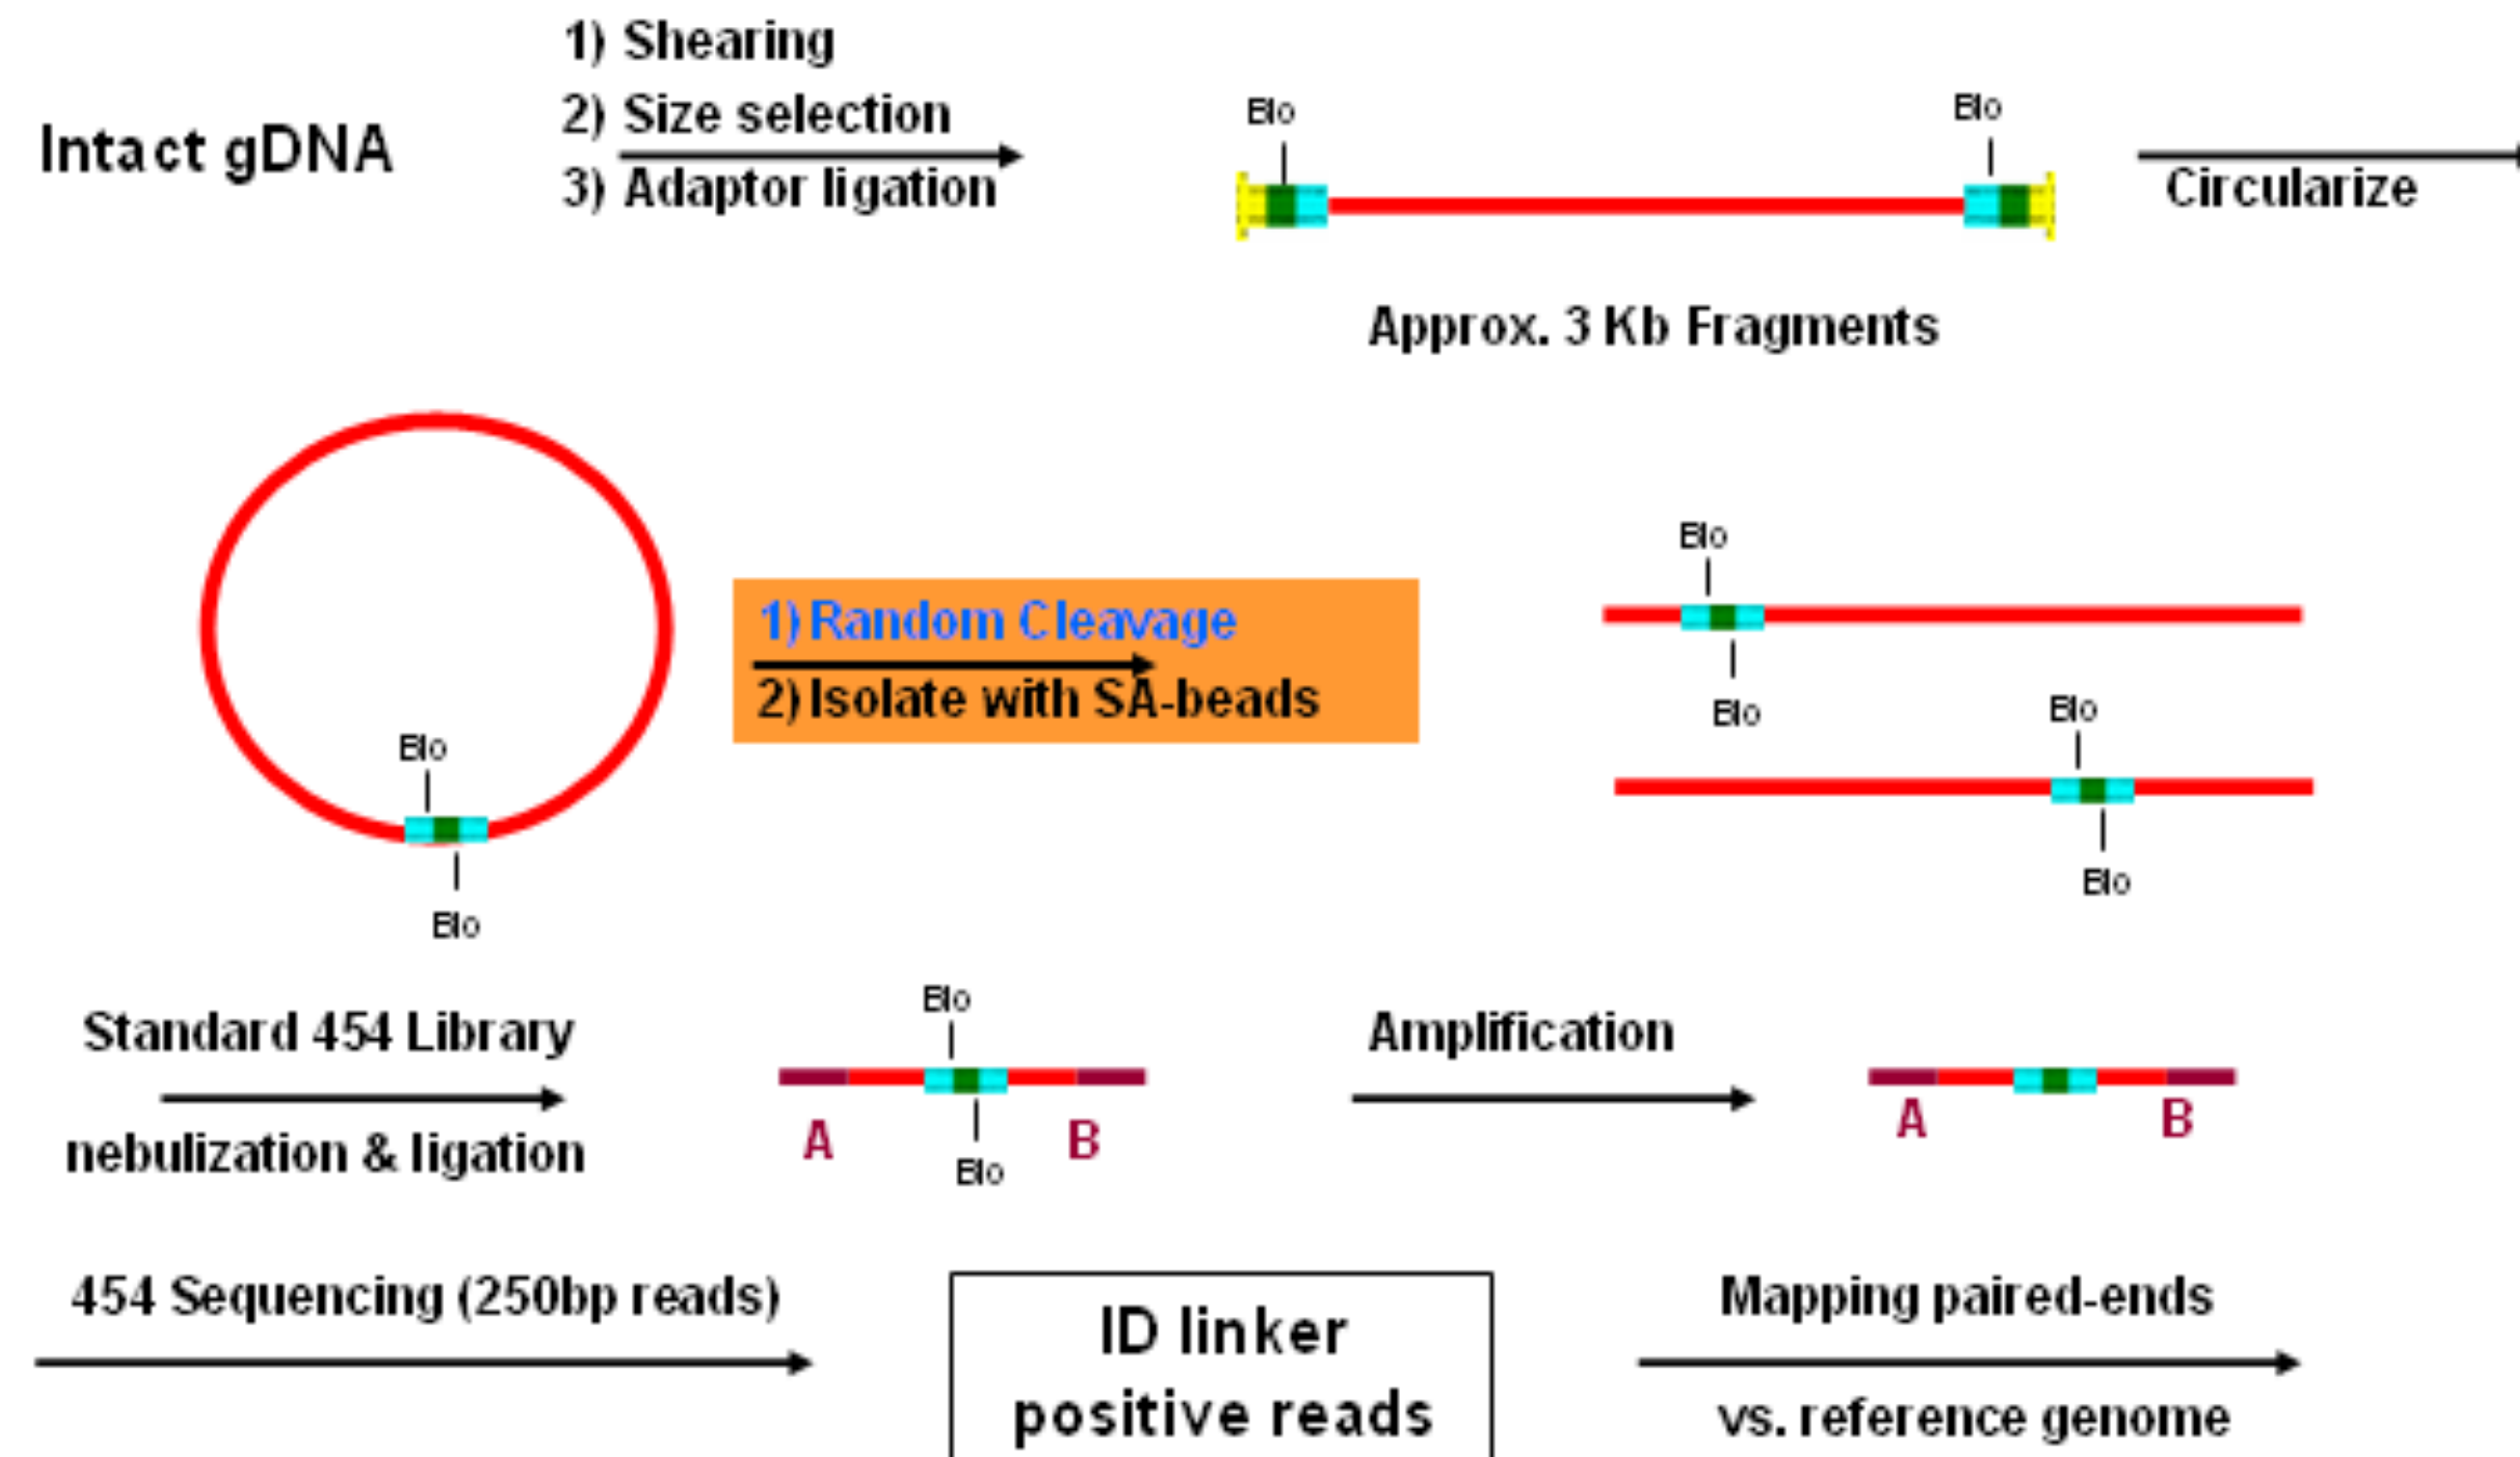 1) Shearing
2) Size selection
3) Adaptor ligation
Intact gDNA
Bio
Bio
Circularize
Approx. 3 Kb Fragments
Bio
Bio
1) Random Cleavage
2) Isolate with SA-beads
Bio
Bio
Bio
Bio
Standard 454 Library
nebulization & ligation
Bio
A
B
Bio
Amplification
A
B
454 Sequencing (250bp reads)
ID linker
positive reads
Mapping paired-ends
vs. reference genome